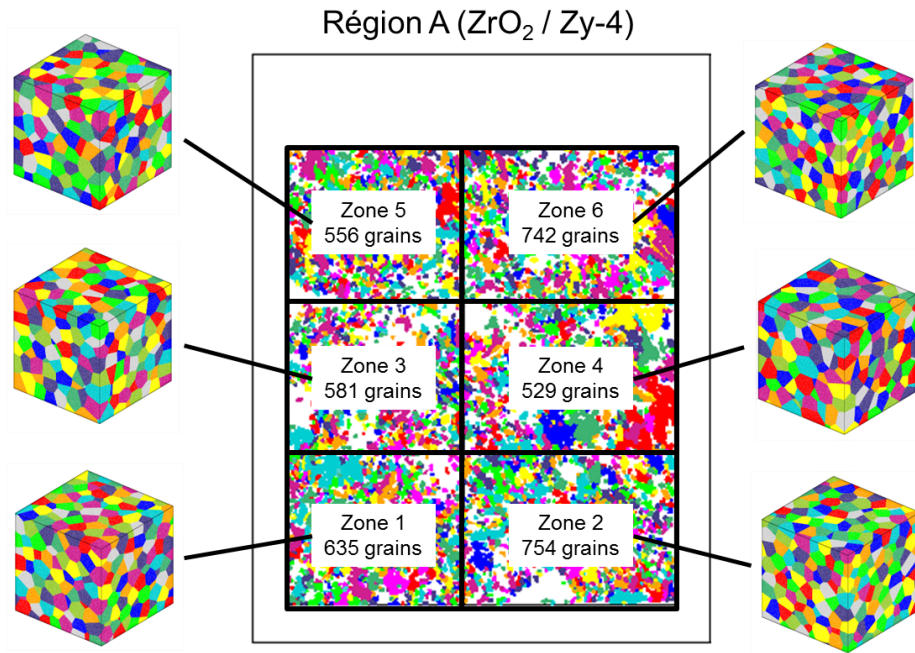 Région A (ZrO₂ / Zy-4)
Zone 5
556 grains
Zone 6
742 grains
Zone 3
581 grains
Zone 4
529 grains
Zone 1
635 grains
Zone 2
754 grains